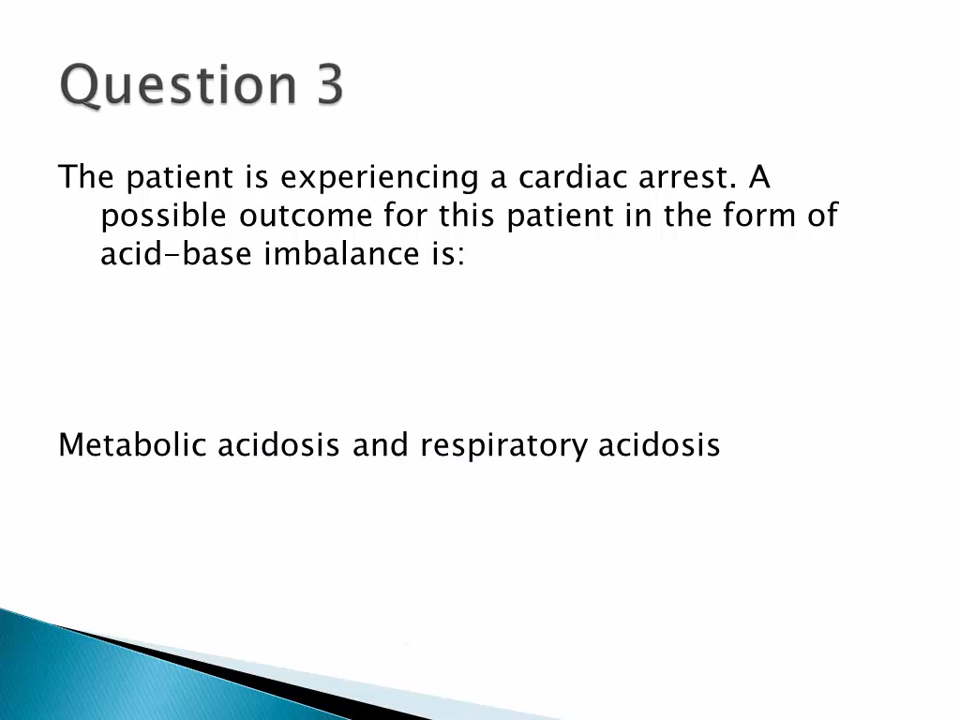 Question 3
The patient is experiencing a cardiac arrest. A
possible outcome for this patient in the form of
acid-base imbalance is:
Metabolic acidosis and respiratory acidosis